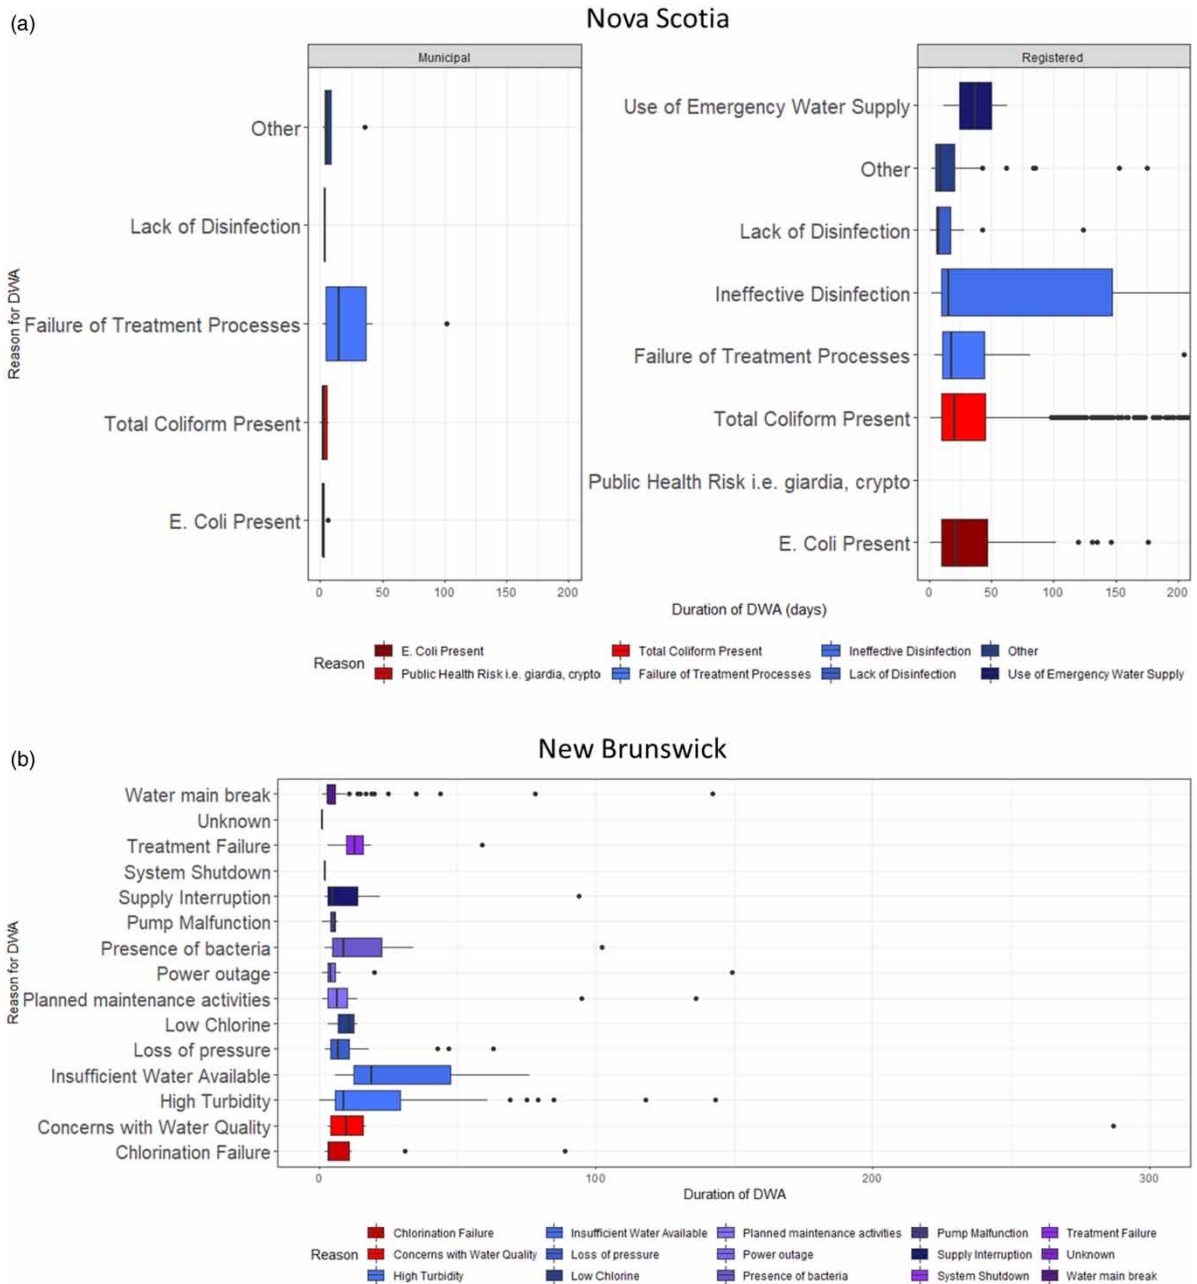 (a)
Nova Scotia
Municipal
Registered
Reason for DWA
Other
Lack of Disinfection
Failure of Treatment Processes
Total Coliform Present
E. Coli Present
0 50 100 150 200
Use of Emergency Water Supply
Other
Lack of Disinfection
Ineffective Disinfection
Failure of Treatment Processes
Total Coliform Present
Public Health Risk i.e. giardia, crypto
E. Coli Present
0 50 100 150 200
Duration of DWA (days)
Reason
E. Coli Present
Total Coliform Present
Ineffective Disinfection
Other
Public Health Risk i.e. giardia, crypto
Failure of Treatment Processes
Lack of Disinfection
Use of Emergency Water Supply
(b)
New Brunswick
Reason for DWA
Water main break
Unknown
Treatment Failure
System Shutdown
Supply Interruption
Pump Malfunction
Presence of bacteria
Power outage
Planned maintenance activities
Low Chlorine
Loss of pressure
Insufficient Water Available
High Turbidity
Concerns with Water Quality
Chlorination Failure
0 100 200 300
Duration of DWA
Reason
Chlorination Failure
Insufficient Water Available
Planned maintenance activities
Pump Malfunction
Treatment Failure
Concerns with Water Quality
Loss of pressure
Power outage
Supply Interruption
Unknown
High Turbidity
Low Chlorine
Presence of bacteria
System Shutdown
Water main break